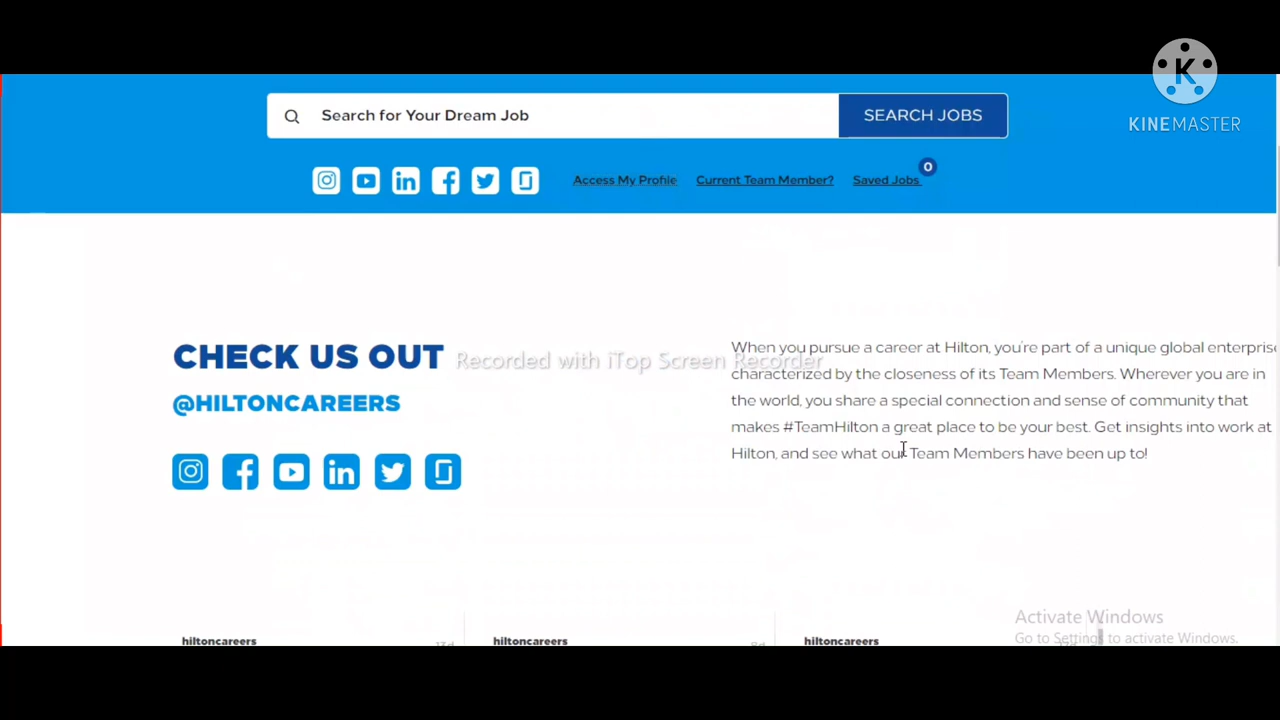 K
KINEMASTER
Search for Your Dream Job
SEARCH JOBS
0
Access My Profile
Current Team Member?
Saved Jobs
CHECK US OUT
@HILTONCAREERS
Recorded with iTop Screen Recorder
When you pursue a career at Hilton, you're part of a unique global enterprise
characterized by the closeness of its Team Members. Wherever you are in
the world, you share a special connection and sense of community that
makes #TeamHilton a great place to be your best. Get insights into work at
Hilton, and see what our Team Members have been up to!
Activate Windows
Go to Settings to activate Windows.
hiltoncareers
13d
hiltoncareers
8d
hiltoncareers